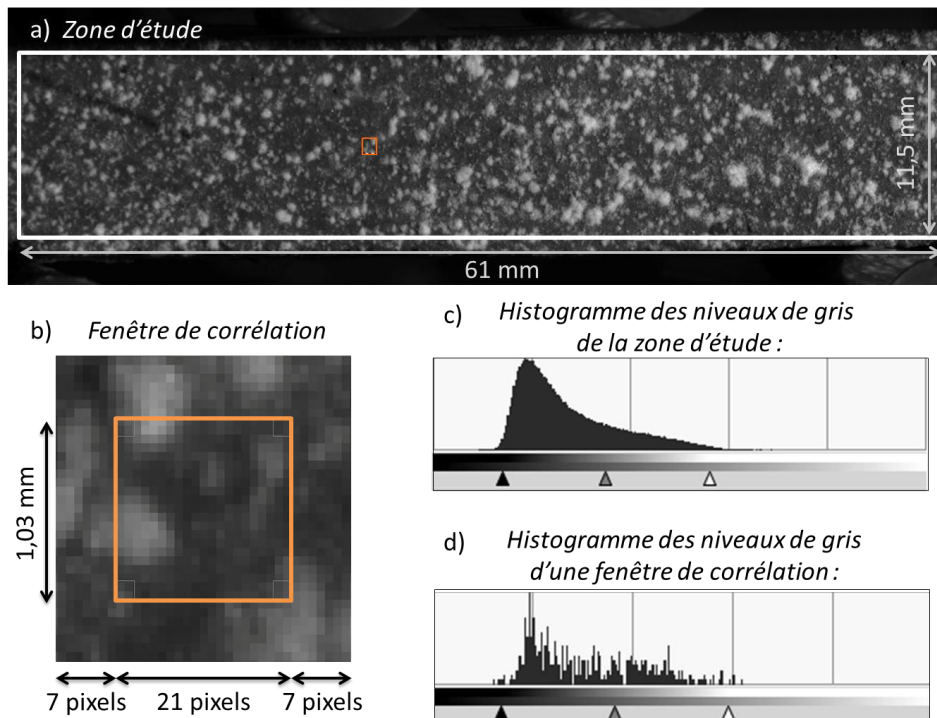 a) Zone d'étude
11,5 mm
61 mm
b) Fenêtre de corrélation
1,03 mm
7 pixels
21 pixels
7 pixels
c) Histogramme des niveaux de gris
de la zone d'étude :
d) Histogramme des niveaux de gris
d'une fenêtre de corrélation :